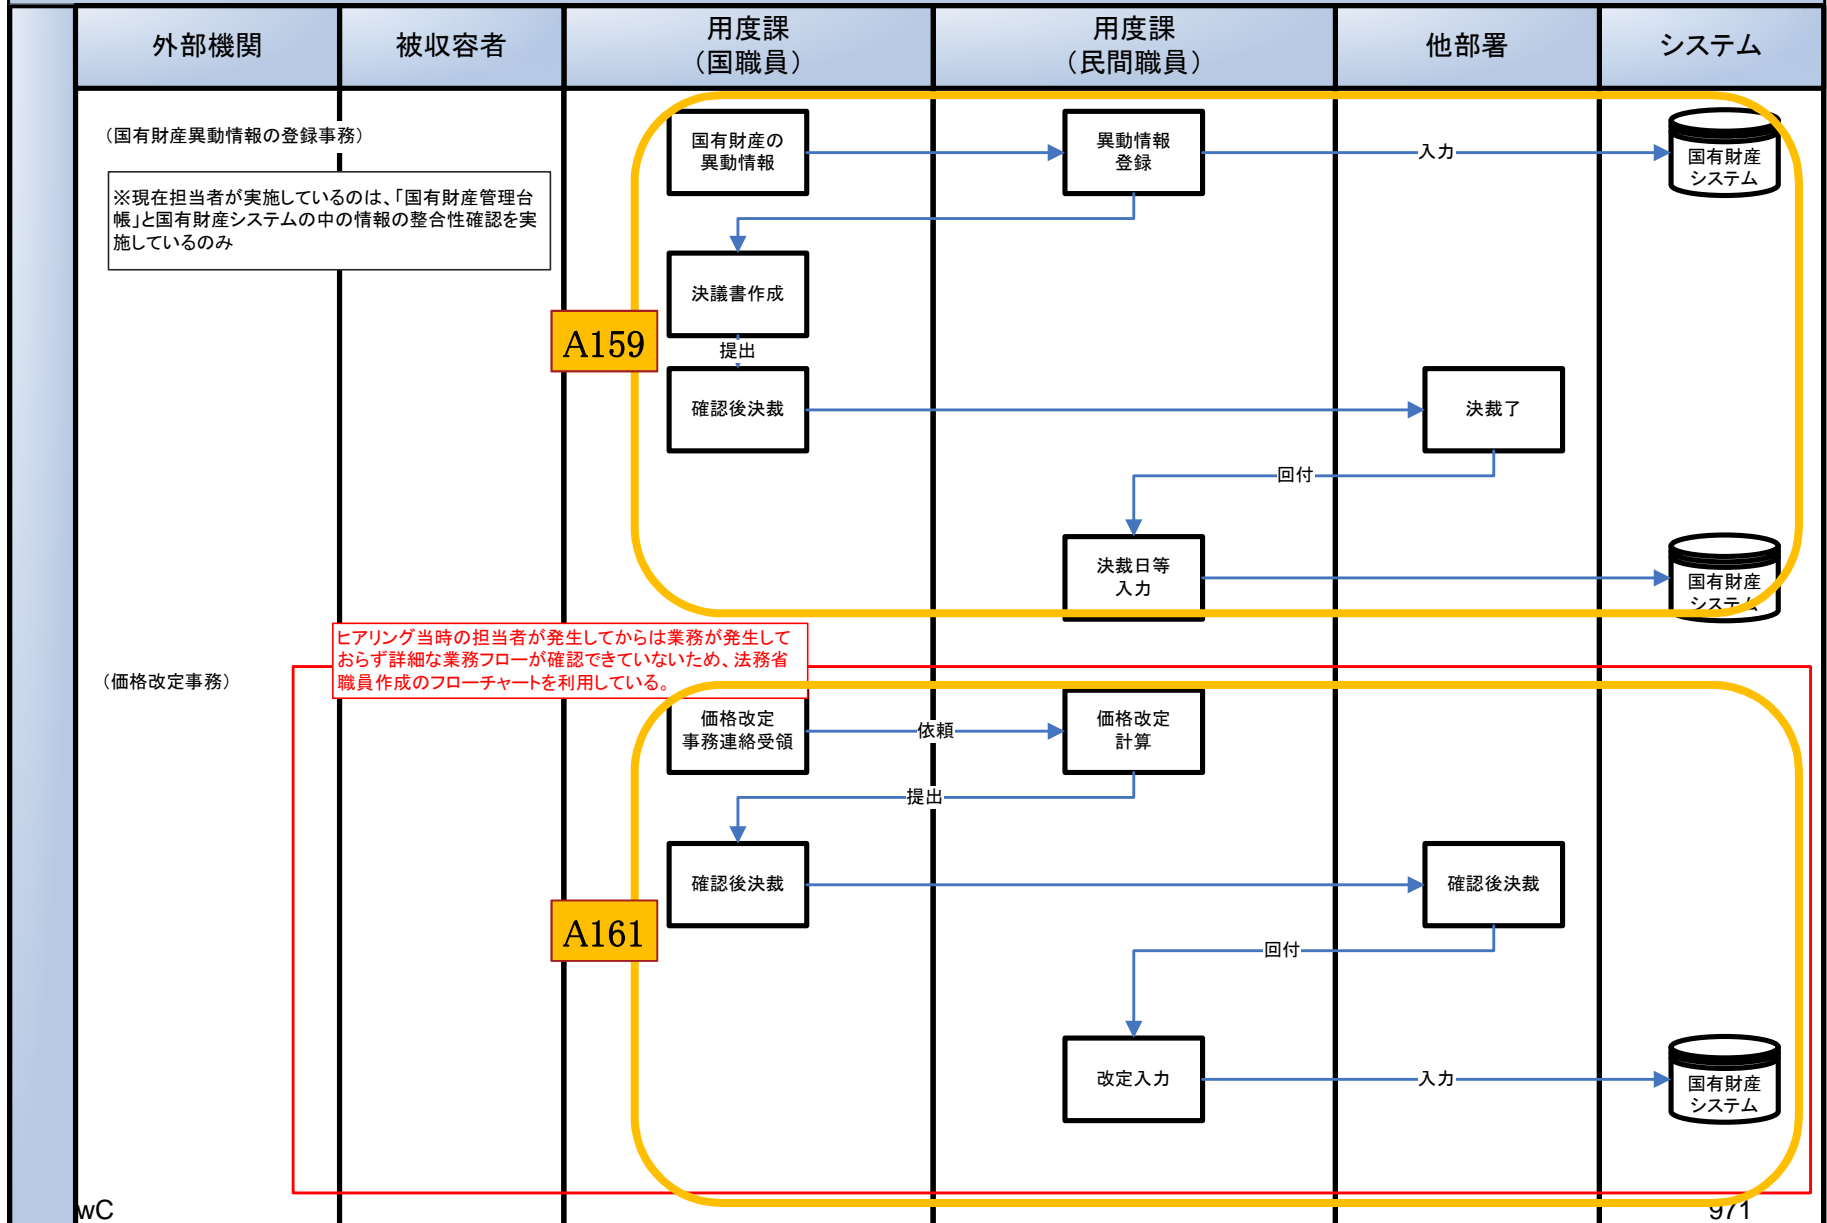 外部機関
被収容者
用度課
（国職員）
用度課
（民間職員）
他部署
システム
（国有財産異動情報の登録事務）
国有財産の
異動情報
異動情報
登録
入力
国有財産
システム
※現在担当者が実施しているのは、「国有財産管理台
帳」と国有財産システムの中の情報の整合性確認を実
施しているのみ
決議書作成
A159
提出
確認後決裁
決裁了
回付
決裁日等
入力
国有財産
システム
ヒアリング当時の担当者が発生してからは業務が発生して
おらず詳細な業務フローが確認できていないため、法務省
職員作成のフローチャートを利用している。
（価格改定事務）
価格改定
事務連絡受領
依頼
価格改定
計算
提出
確認後決裁
確認後決裁
A161
回付
改定入力
入力
国有財産
システム
wC
971